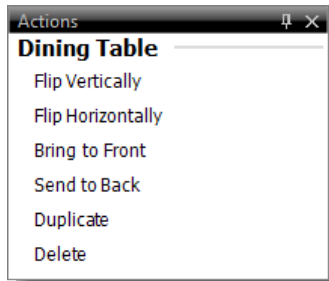 Actions
Dining Table
Flip Vertically
Flip Horizontally
Bring to Front
Send to Back
Duplicate
Delete